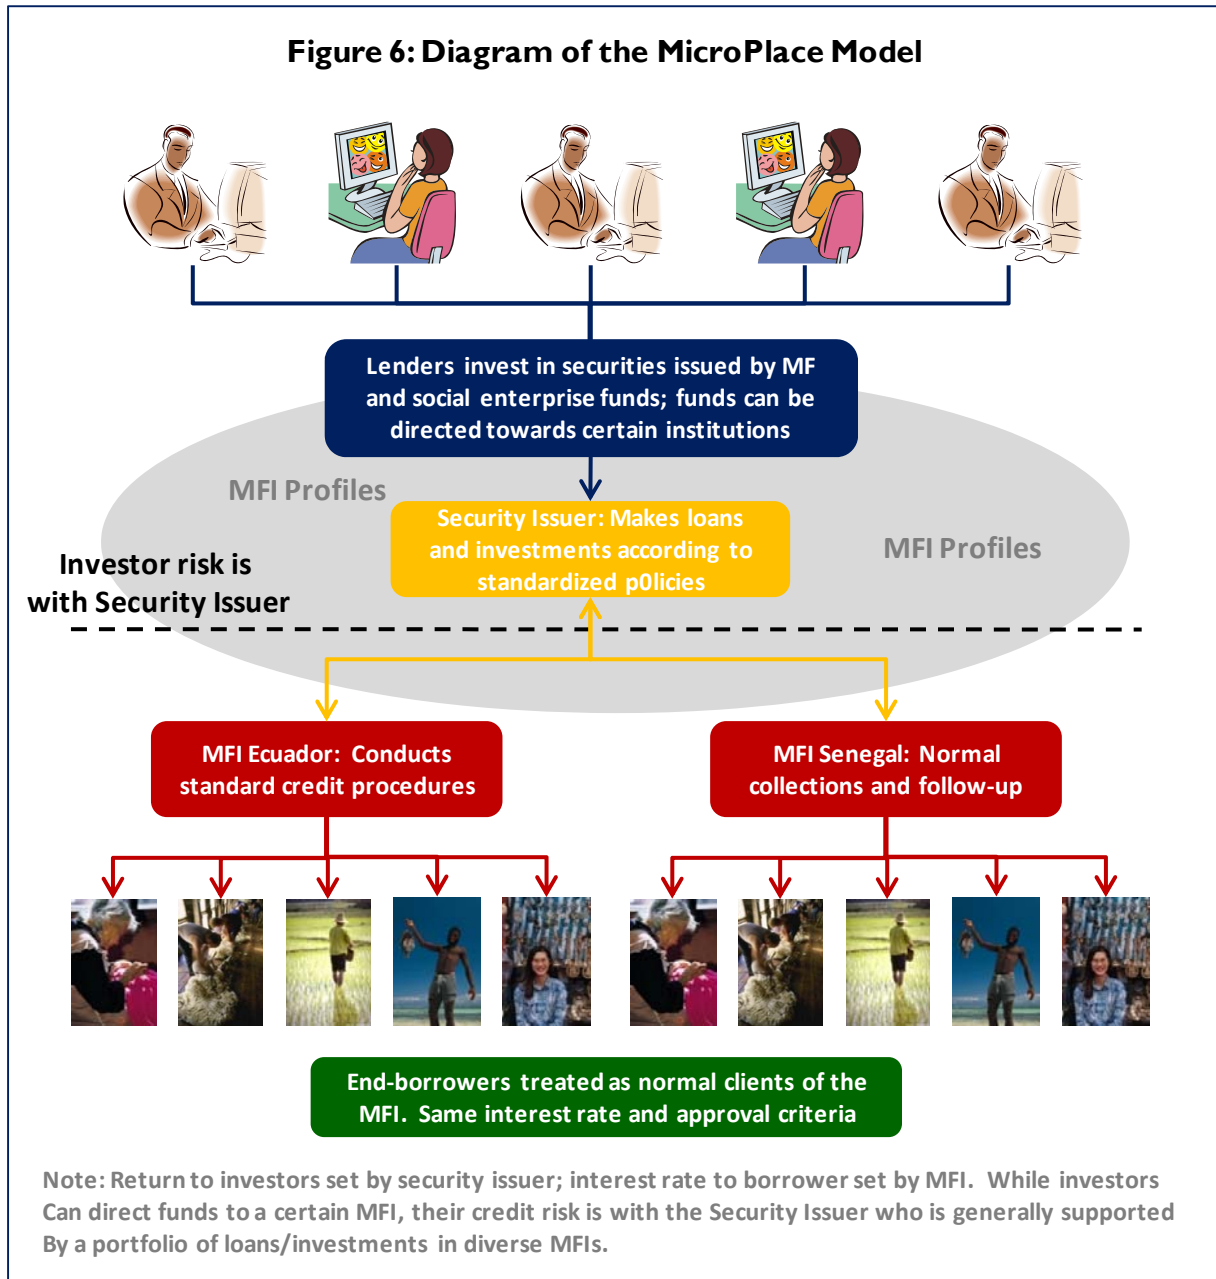 Figure 6: Diagram of the MicroPlace Model
Lenders invest in securities issued by MF
and social enterprise funds; funds can be
directed towards certain institutions
MFI Profiles
Security Issuer: Makes loans
and investments according to
standardized p0licies
MFI Profiles
Investor risk is
with Security Issuer
MFI Ecuador: Conducts
standard credit procedures
MFI Senegal: Normal
collections and follow-up
End-borrowers treated as normal clients of the
MFI. Same interest rate and approval criteria
Note: Return to investors set by security issuer; interest rate to borrower set by MFI. While investors
Can direct funds to a certain MFI, their credit risk is with the Security Issuer who is generally supported
By a portfolio of loans/investments in diverse MFIs.